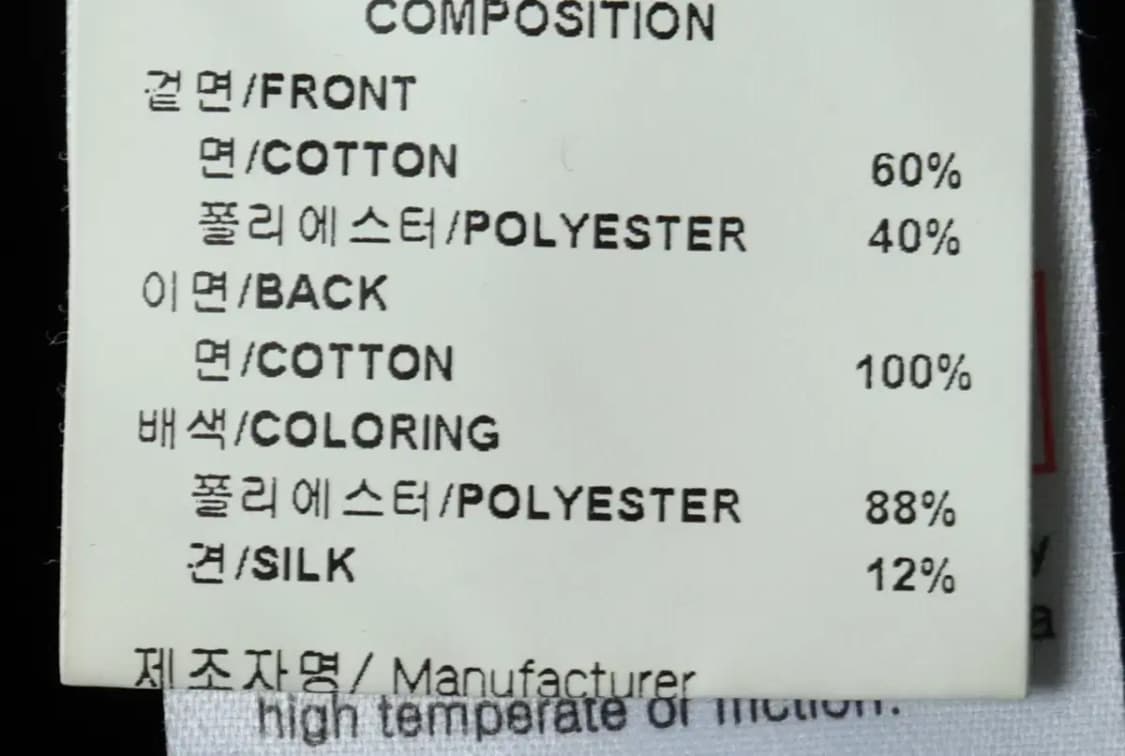 COMPOSITION
겉면/FRONT
면/COTTON 60%
폴리에스터/POLYESTER 40%
이면/BACK
면/COTTON 100%
배색/COLORING
폴리에스터/POLYESTER 88%
견/SILK 12%
제조자명/ Manufacturer
high temperate or friction.
y
a